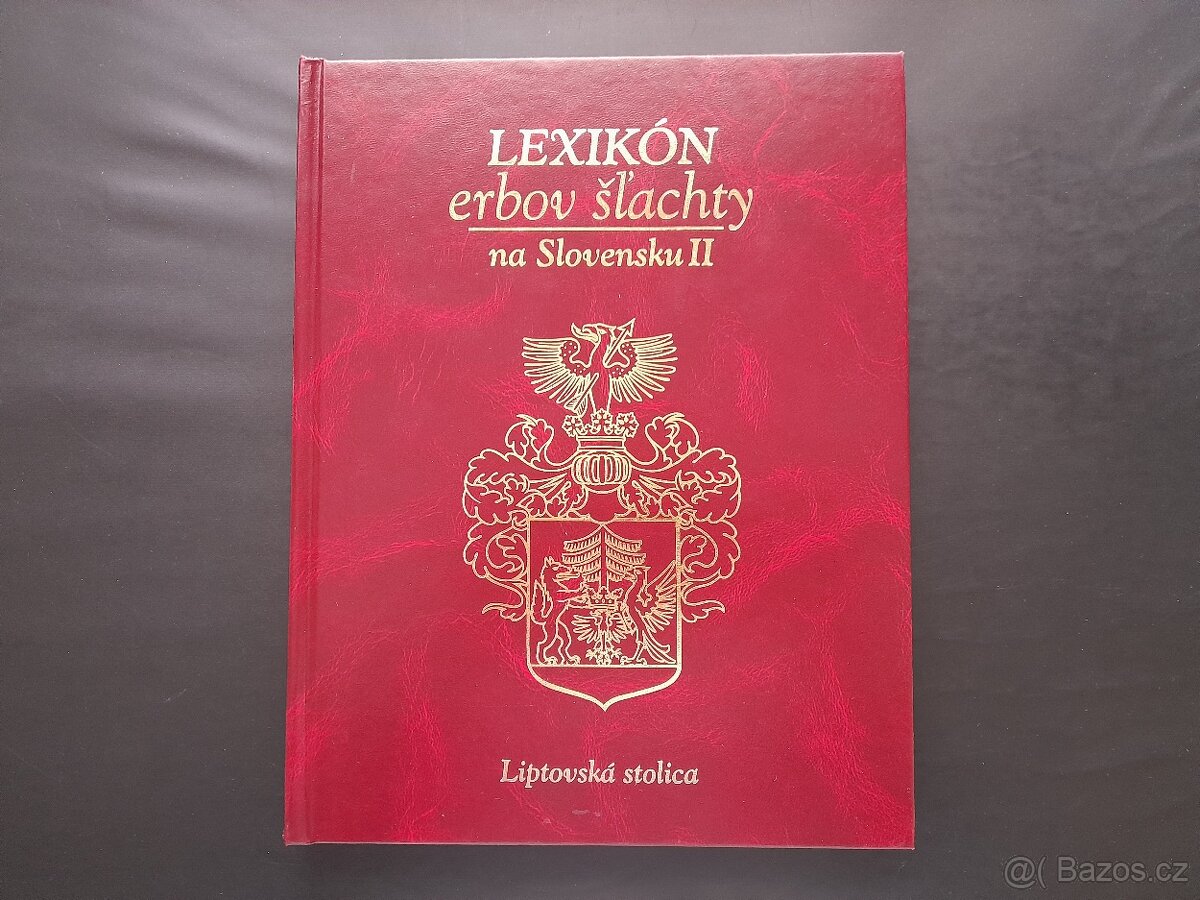 LEXIKÓN
erbov šľachty
na Slovensku II
Liptovská stolica
@( Bazos.cz